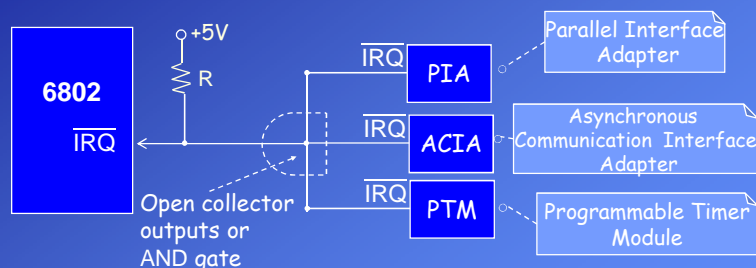 +5V
R
6802
IRQ
IRQ
PIA
Parallel Interface
Adapter
IRQ
ACIA
Asynchronous
Communication Interface
Adapter
IRQ
PTM
Programmable Timer
Module
Open collector
outputs or
AND gate